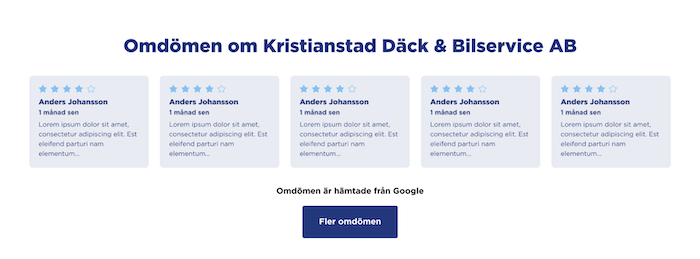 Omdömen om Kristianstad Däck & Bilservice AB
Anders Johansson
1 månad sen
Lorem ipsum dolor sit amet,
consectetur adipiscing elit. Est
eleifend parturi nam
elementum...
Anders Johansson
1 månad sen
Lorem ipsum dolor sit amet,
consectetur adipiscing elit. Est
eleifend parturi nam
elementum...
Anders Johansson
1 månad sen
Lorem ipsum dolor sit amet,
consectetur adipiscing elit. Est
eleifend parturi nam
elementum...
Anders Johansson
1 månad sen
Lorem ipsum dolor sit amet,
consectetur adipiscing elit. Est
eleifend parturi nam
elementum...
Anders Johansson
1 månad sen
Lorem ipsum dolor sit amet,
consectetur adipiscing elit. Est
eleifend parturi nam
elementum...
Omdömen är hämtade från Google
Fler omdömen